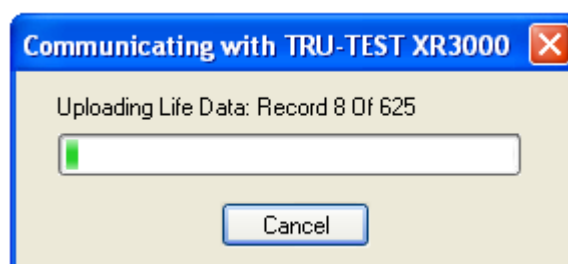 Communicating with TRU-TEST XR3000
Uploading Life Data: Record 8 Of 625
Cancel